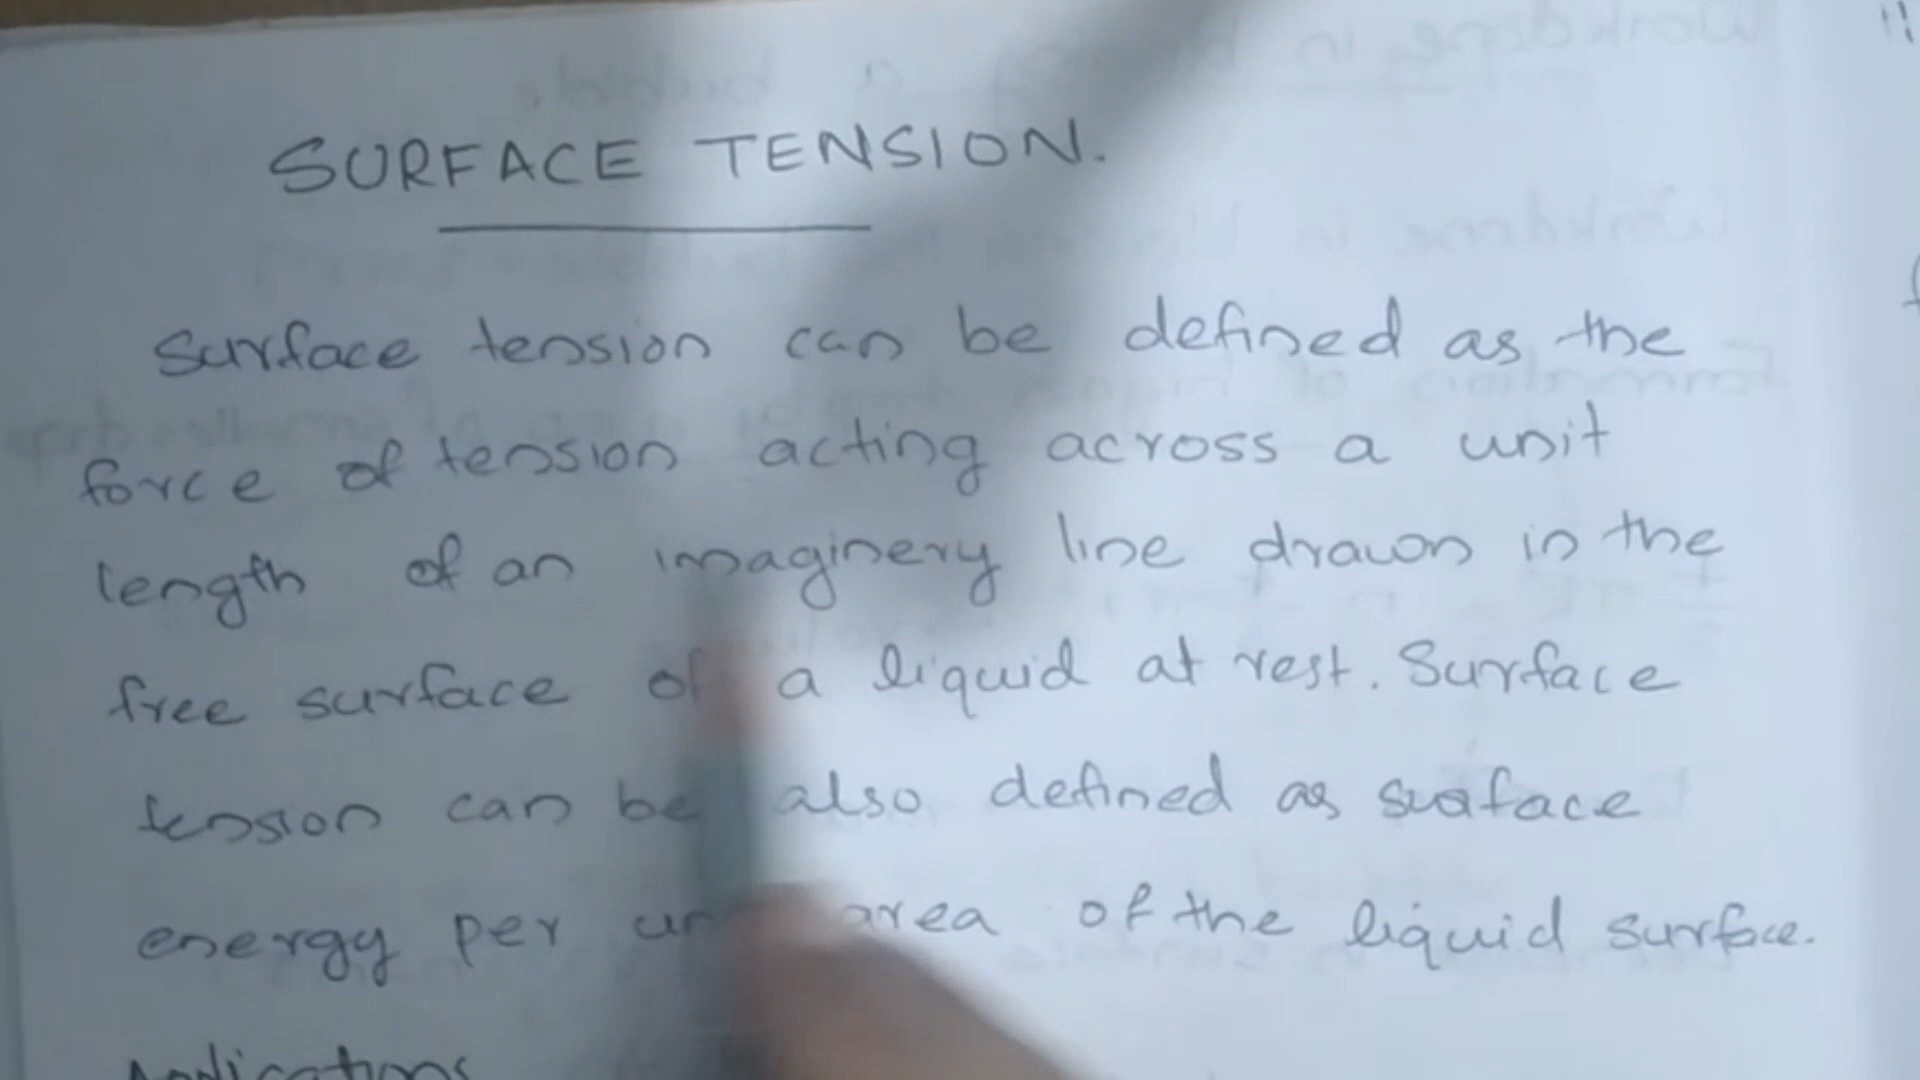 SURFACE TENSION.
Surface tension can be defined as the
force of tension acting across a unit
length of an imaginery line drawn in the
free surface of a liquid at rest. Surface
tension can be also defined as surface
energy per area of the liquid surface.
Applications